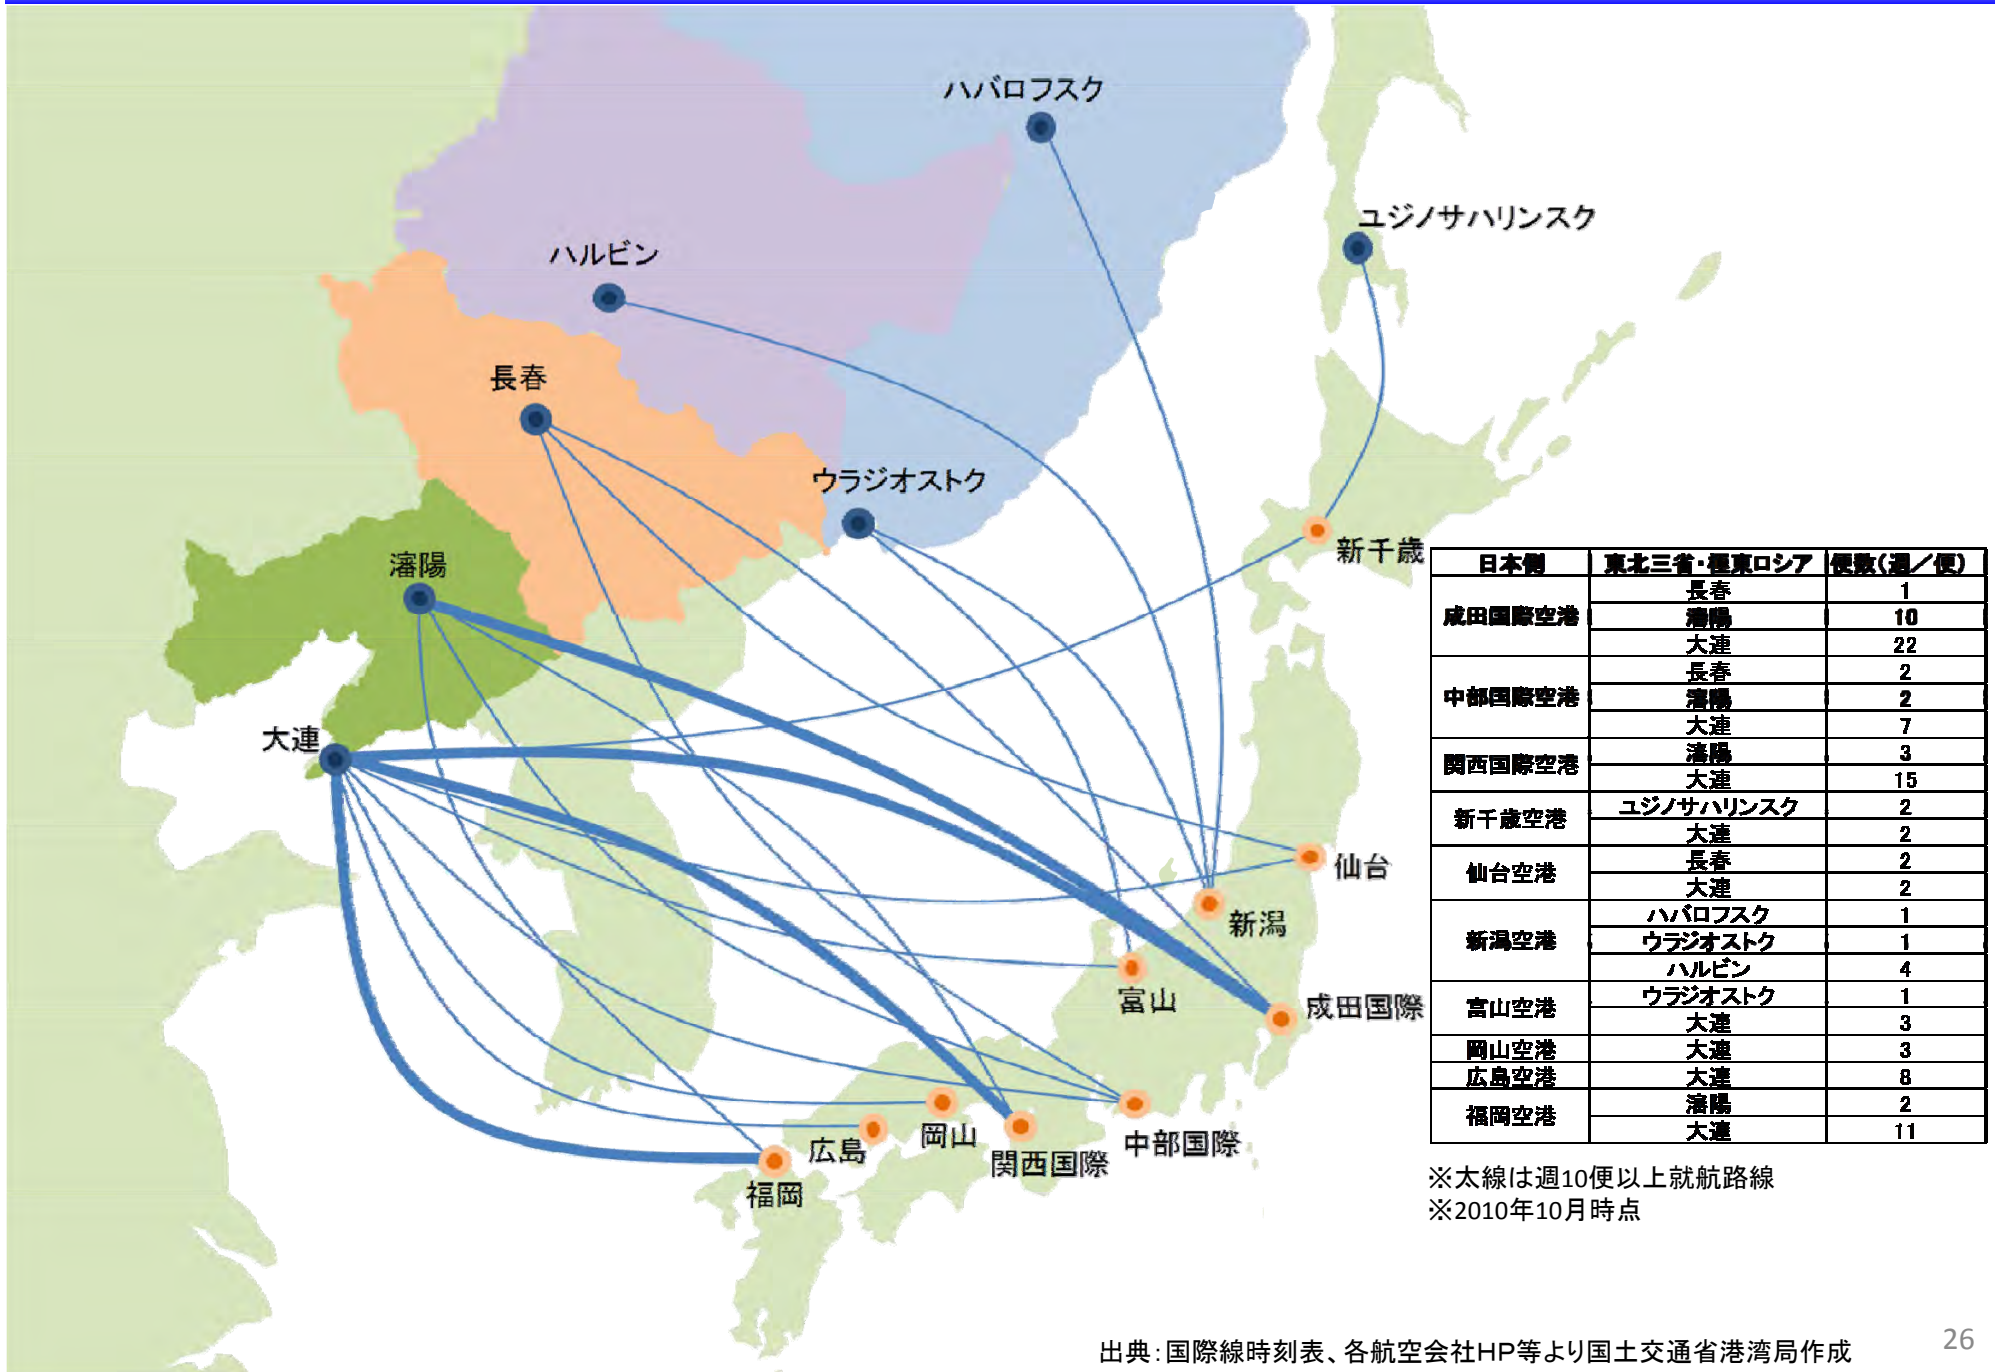 ハバロフスク
ユジノサハリンスク
ハルビン
長春
ウラジオストク
瀋陽
新千歳
大連
仙台
新潟
富山
成田国際
岡山
広島
関西国際
中部国際
福岡
日本側 東北三省・極東ロシア 便数(週／便)
成田国際空港 長春 1
瀋陽 10
大連 22
中部国際空港 長春 2
瀋陽 2
大連 7
関西国際空港 瀋陽 3
大連 15
新千歳空港 ユジノサハリンスク 2
大連 2
仙台空港 長春 2
大連 2
新潟空港 ハバロフスク 1
ウラジオストク 1
ハルビン 4
富山空港 ウラジオストク 1
大連 3
岡山空港 大連 3
広島空港 大連 8
福岡空港 瀋陽 2
大連 11
※太線は週10便以上就航路線
※2010年10月時点
出典：国際線時刻表、各航空会社HP等より国土交通省港湾局作成
26